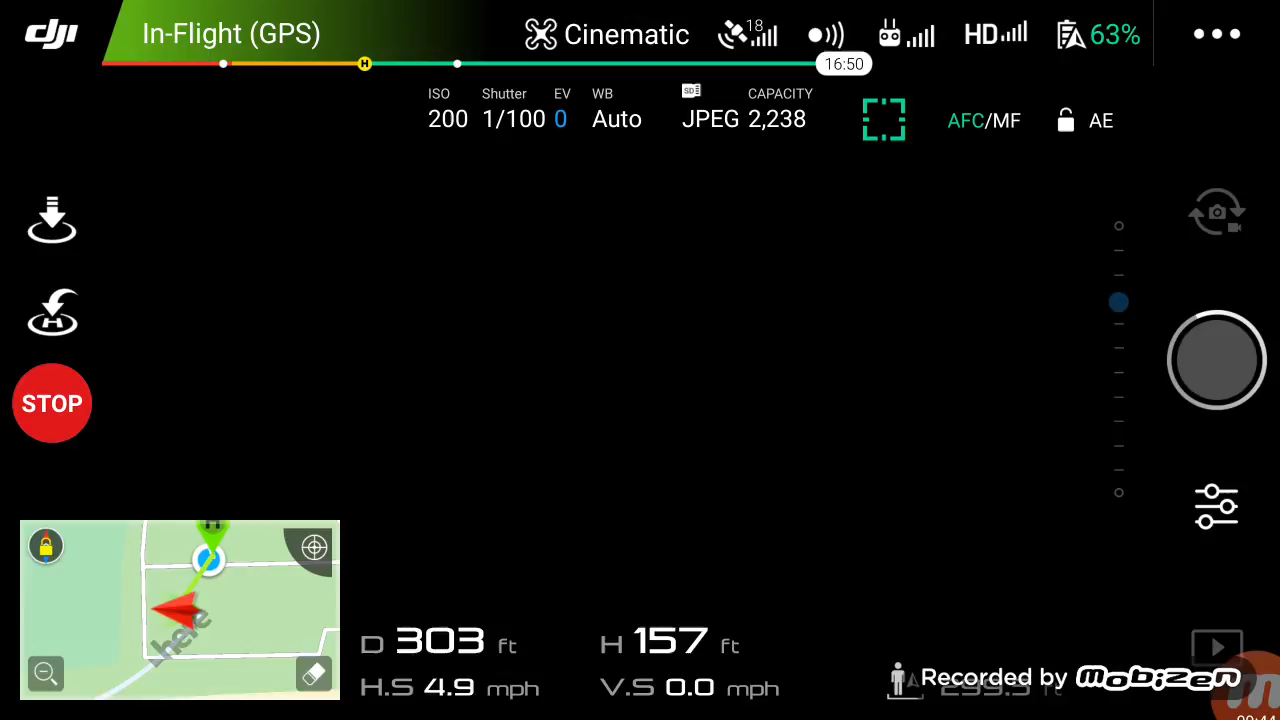 dji In-Flight (GPS) Cinematic 18 HD 63%
H 16:50
ISO Shutter EV WB SD CAPACITY
200 1/100 0 Auto JPEG 2,238 AFC/MF AE
H
STOP
H
here
D 303 ft H 157 ft
H.S 4.9 mph V.S 0.0 mph
Recorded by mobizen